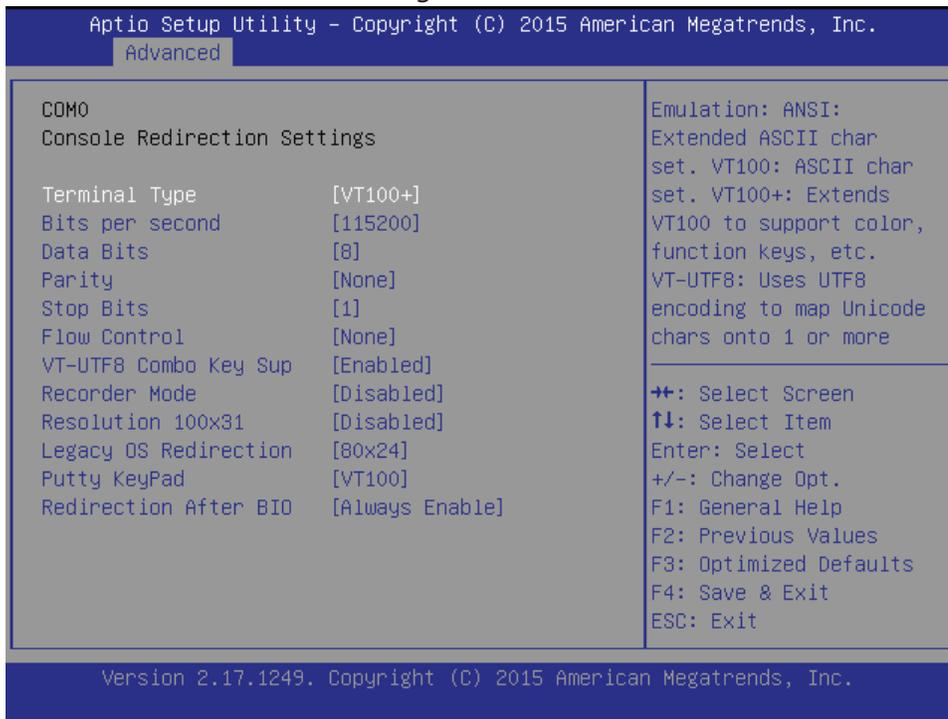 Aptio Setup Utility – Copyright (C) 2015 American Megatrends, Inc.
Advanced
COM0
Console Redirection Settings
Terminal Type [VT100+]
Bits per second [115200]
Data Bits [8]
Parity [None]
Stop Bits [1]
Flow Control [None]
VT-UTF8 Combo Key Sup [Enabled]
Recorder Mode [Disabled]
Resolution 100x31 [Disabled]
Legacy OS Redirection [80x24]
Putty KeyPad [VT100]
Redirection After BIO [Always Enable]
Emulation: ANSI:
Extended ASCII char
set. VT100: ASCII char
set. VT100+: Extends
VT100 to support color,
function keys, etc.
VT-UTF8: Uses UTF8
encoding to map Unicode
chars onto 1 or more
→←: Select Screen
↑↓: Select Item
Enter: Select
+/-: Change Opt.
F1: General Help
F2: Previous Values
F3: Optimized Defaults
F4: Save & Exit
ESC: Exit
Version 2.17.1249. Copyright (C) 2015 American Megatrends, Inc.